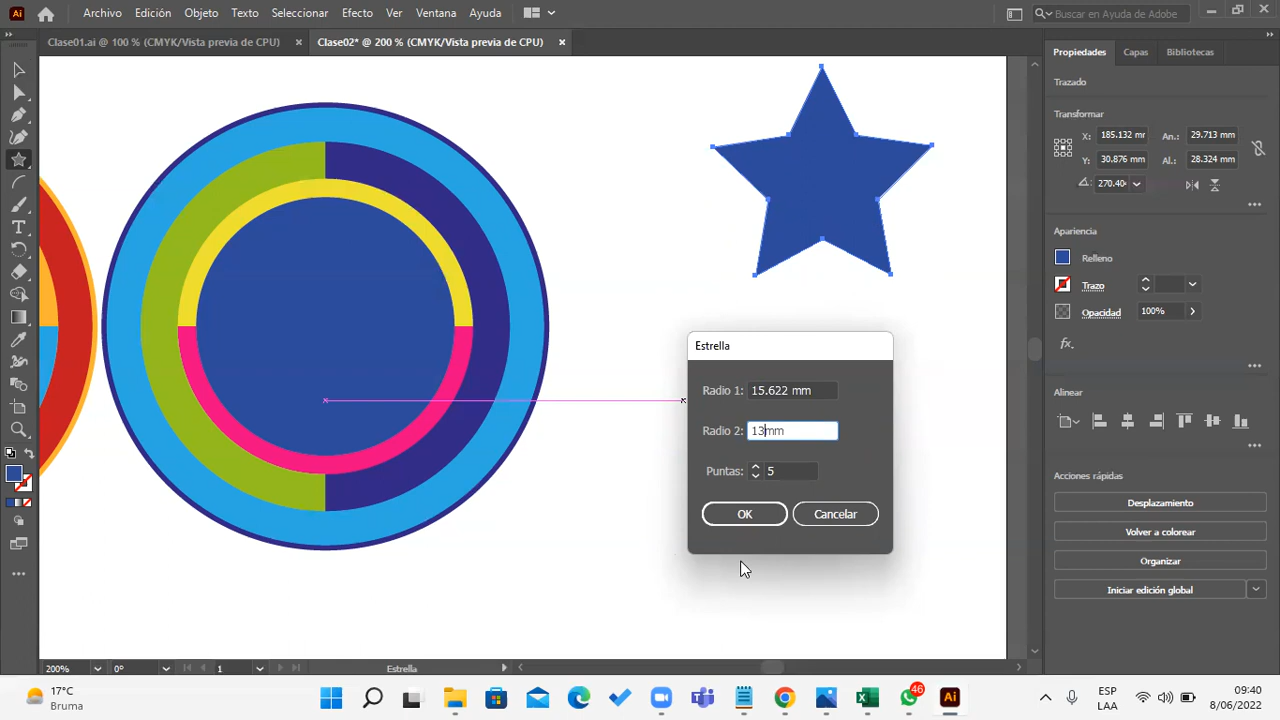 Ai Archivo Edición Objeto Texto Seleccionar Efecto Ver Ventana Ayuda Buscar en Ayuda de Adobe
Clase01.ai @ 100 % (CMYK/Vista previa de CPU) × Clase02* @ 200 % (CMYK/Vista previa de CPU) ×
Propiedades Capas Bibliotecas
Trazado
Transformar
X: 185.132 mr An.: 29.713 mm
Y: 30.876 mm Al.: 28.324 mm
270.40
Apariencia
Relleno
Trazo
Opacidad 100%
fx.
Alinear
Acciones rápidas
Desplazamiento
Volver a colorear
Organizar
Iniciar edición global
Estrella
Radio 1: 15.622 mm
Radio 2: 13mm
Puntas: 5
OK Cancelar
200% 0° 1 Estrella
17°C
Bruma
46
Ai
ESP
LAA
09:40
8/06/2022